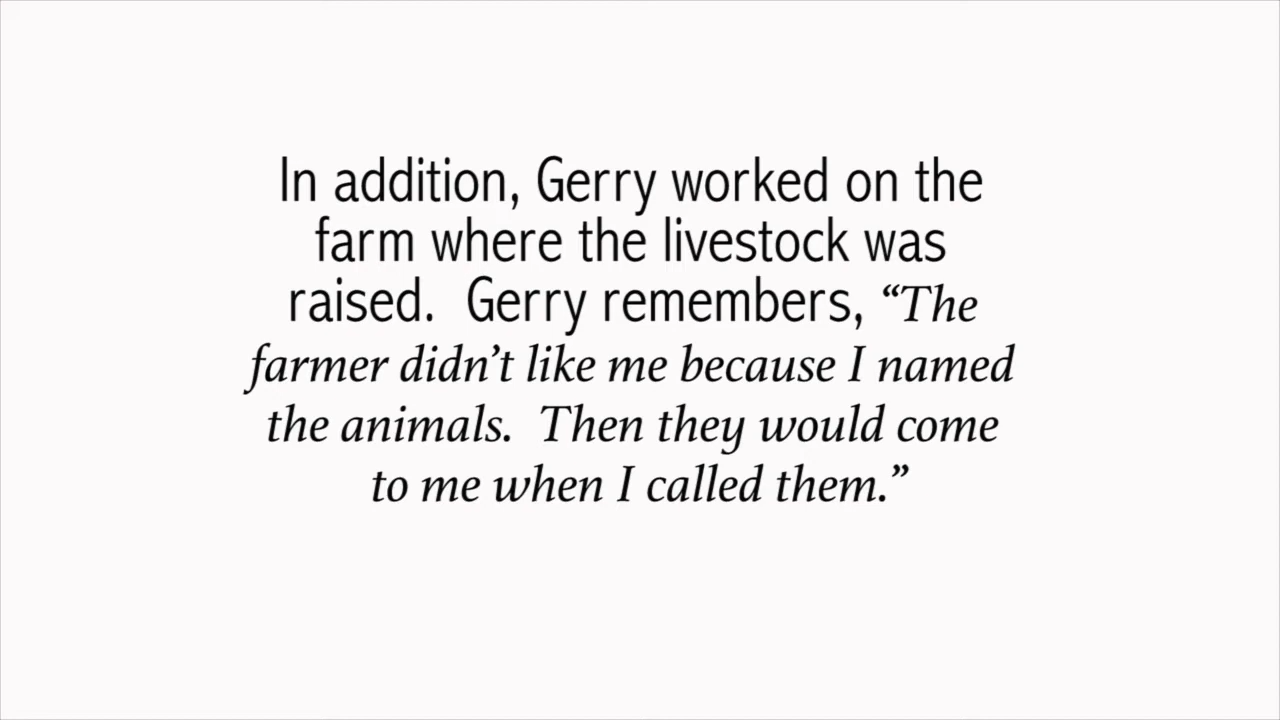 In addition, Gerry worked on the
farm where the livestock was
raised.  Gerry remembers, “The
farmer didn’t like me because I named
the animals.  Then they would come
to me when I called them.”